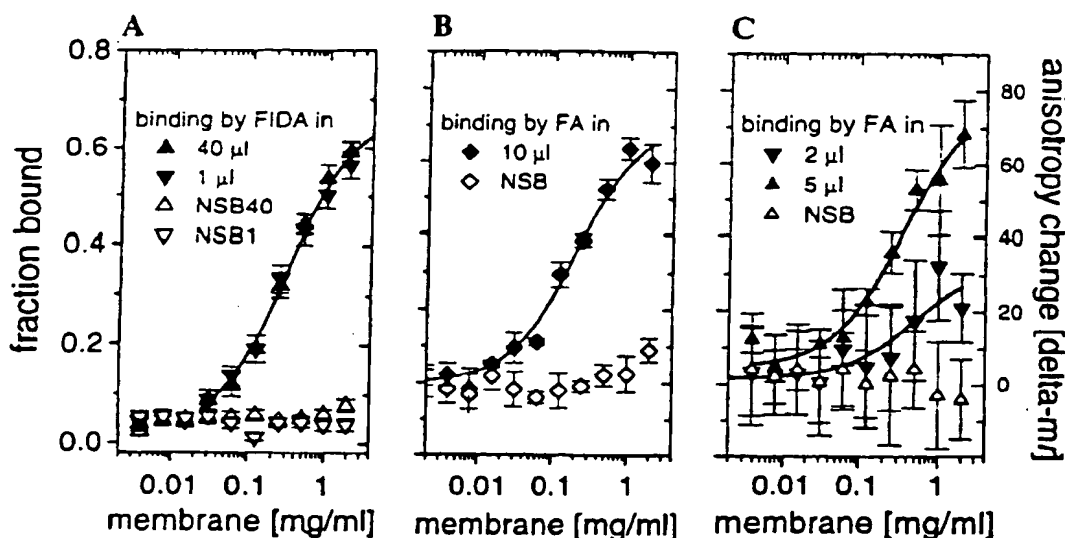 A
B
C
0.8
0.6
0.4
0.2
0.0
fraction bound
binding by FIDA in
40 µl
1 µl
NSB40
NSB1
0.01 0.1 1
membrane [mg/ml]
binding by FA in
10 µl
NSB
0.01 0.1 1
membrane [mg/ml]
binding by FA in
2 µl
5 µl
NSB
0.01 0.1 1
membrane [mg/ml]
80
60
40
20
0
anisotropy change [delta-mr]